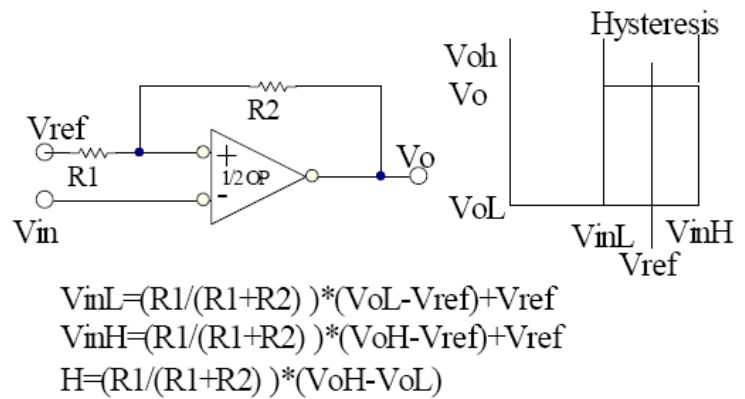 Hysteresis
Voh
Vo
R2
Vref
R1
+
1/2 OP
-
Vo
Vin
VoL
VinL
VinH
Vref
VinL=(R1/(R1+R2) )*(VoL-Vref)+Vref
VinH=(R1/(R1+R2) )*(VoH-Vref)+Vref
H=(R1/(R1+R2) )*(VoH-VoL)